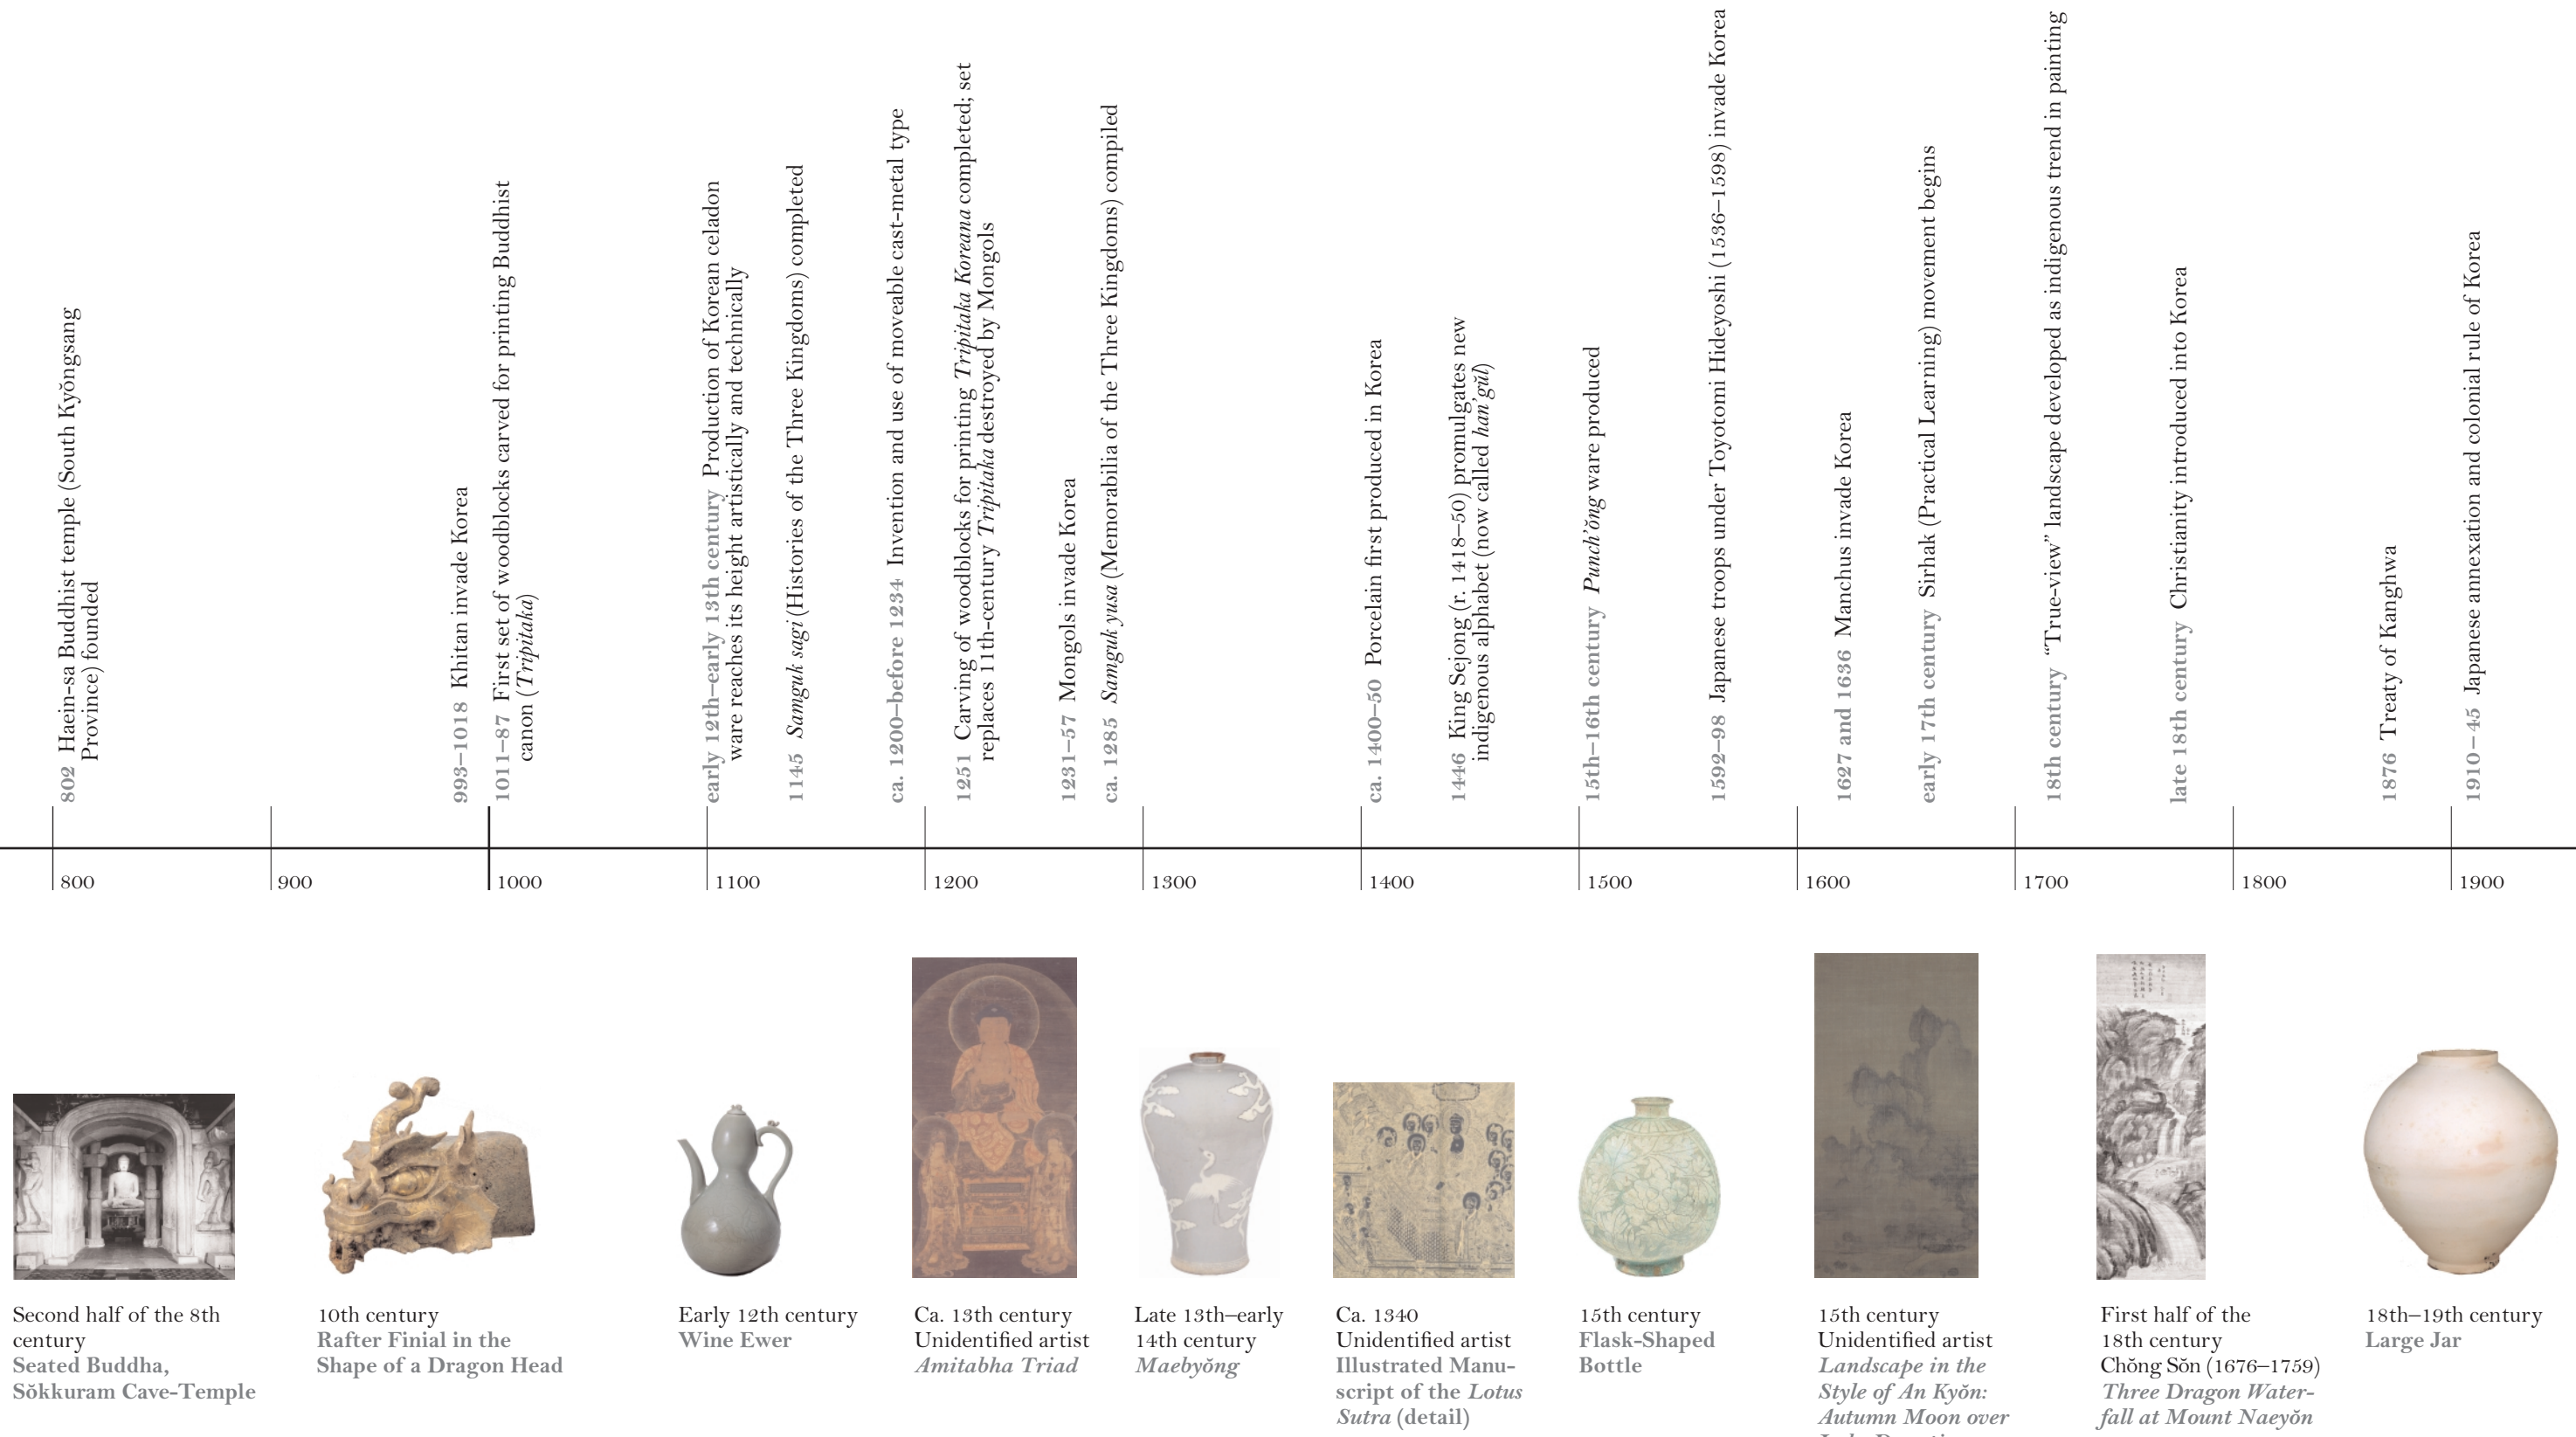 802 Haein-sa Buddhist temple (South Kyŏngsang
Province) founded
993–1018 Khitan invade Korea
1011–87 First set of woodblocks carved for printing Buddhist
canon (Tripitaka)
early 12th–early 13th century Production of Korean celadon
ware reaches its height artistically and technically
1145 Samguk sagi (Histories of the Three Kingdoms) completed
ca. 1200–before 1234 Invention and use of moveable cast-metal type
1251 Carving of woodblocks for printing Tripitaka Koreana completed; set
replaces 11th-century Tripitaka destroyed by Mongols
1231–57 Mongols invade Korea
ca. 1285 Samguk yusa (Memorabilia of the Three Kingdoms) compiled
ca. 1400–50 Porcelain first produced in Korea
1446 King Sejong (r. 1418–50) promulgates new
indigenous alphabet (now called han’gŭl)
15th–16th century Punch’ŏng ware produced
1592–98 Japanese troops under Toyotomi Hideyoshi (1536–1598) invade Korea
1627 and 1636 Manchus invade Korea
early 17th century Sirhak (Practical Learning) movement begins
18th century “True-view” landscape developed as indigenous trend in painting
late 18th century Christianity introduced into Korea
1876 Treaty of Kanghwa
1910–45 Japanese annexation and colonial rule of Korea
800
900
1000
1100
1200
1300
1400
1500
1600
1700
1800
1900
Second half of the 8th
century
Seated Buddha,
Sŏkkuram Cave-Temple
10th century
Rafter Finial in the
Shape of a Dragon Head
Early 12th century
Wine Ewer
Ca. 13th century
Unidentified artist
Amitabha Triad
Late 13th–early
14th century
Maebyŏng
Ca. 1340
Unidentified artist
Illustrated Manu-
script of the Lotus
Sutra (detail)
15th century
Flask-Shaped
Bottle
15th century
Unidentified artist
Landscape in the
Style of An Kyŏn:
Autumn Moon over
First half of the
18th century
Chŏng Sŏn (1676–1759)
Three Dragon Water-
fall at Mount Naeyŏn
18th–19th century
Large Jar